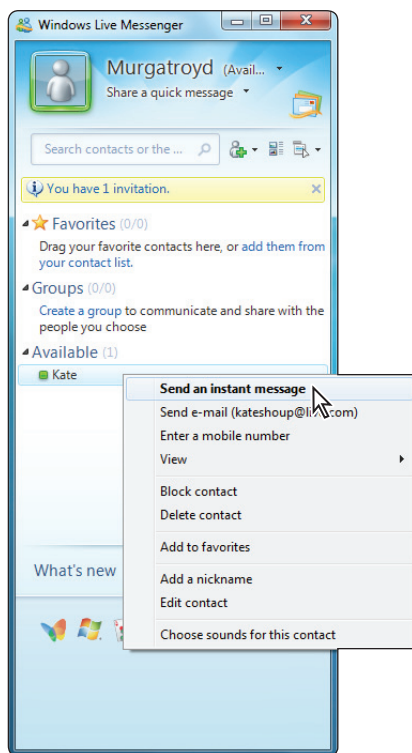 Windows Live Messenger
Murgatroyd (Avail...
Share a quick message
Search contacts or the ...
You have 1 invitation.
Favorites (0/0)
Drag your favorite contacts here, or add them from
your contact list.
Groups (0/0)
Create a group to communicate and share with the
people you choose
Available (1)
Kate
Send an instant message
Send e-mail (kateshoup@li com)
Enter a mobile number
View
Block contact
Delete contact
Add to favorites
What's new
Add a nickname
Edit contact
Choose sounds for this contact